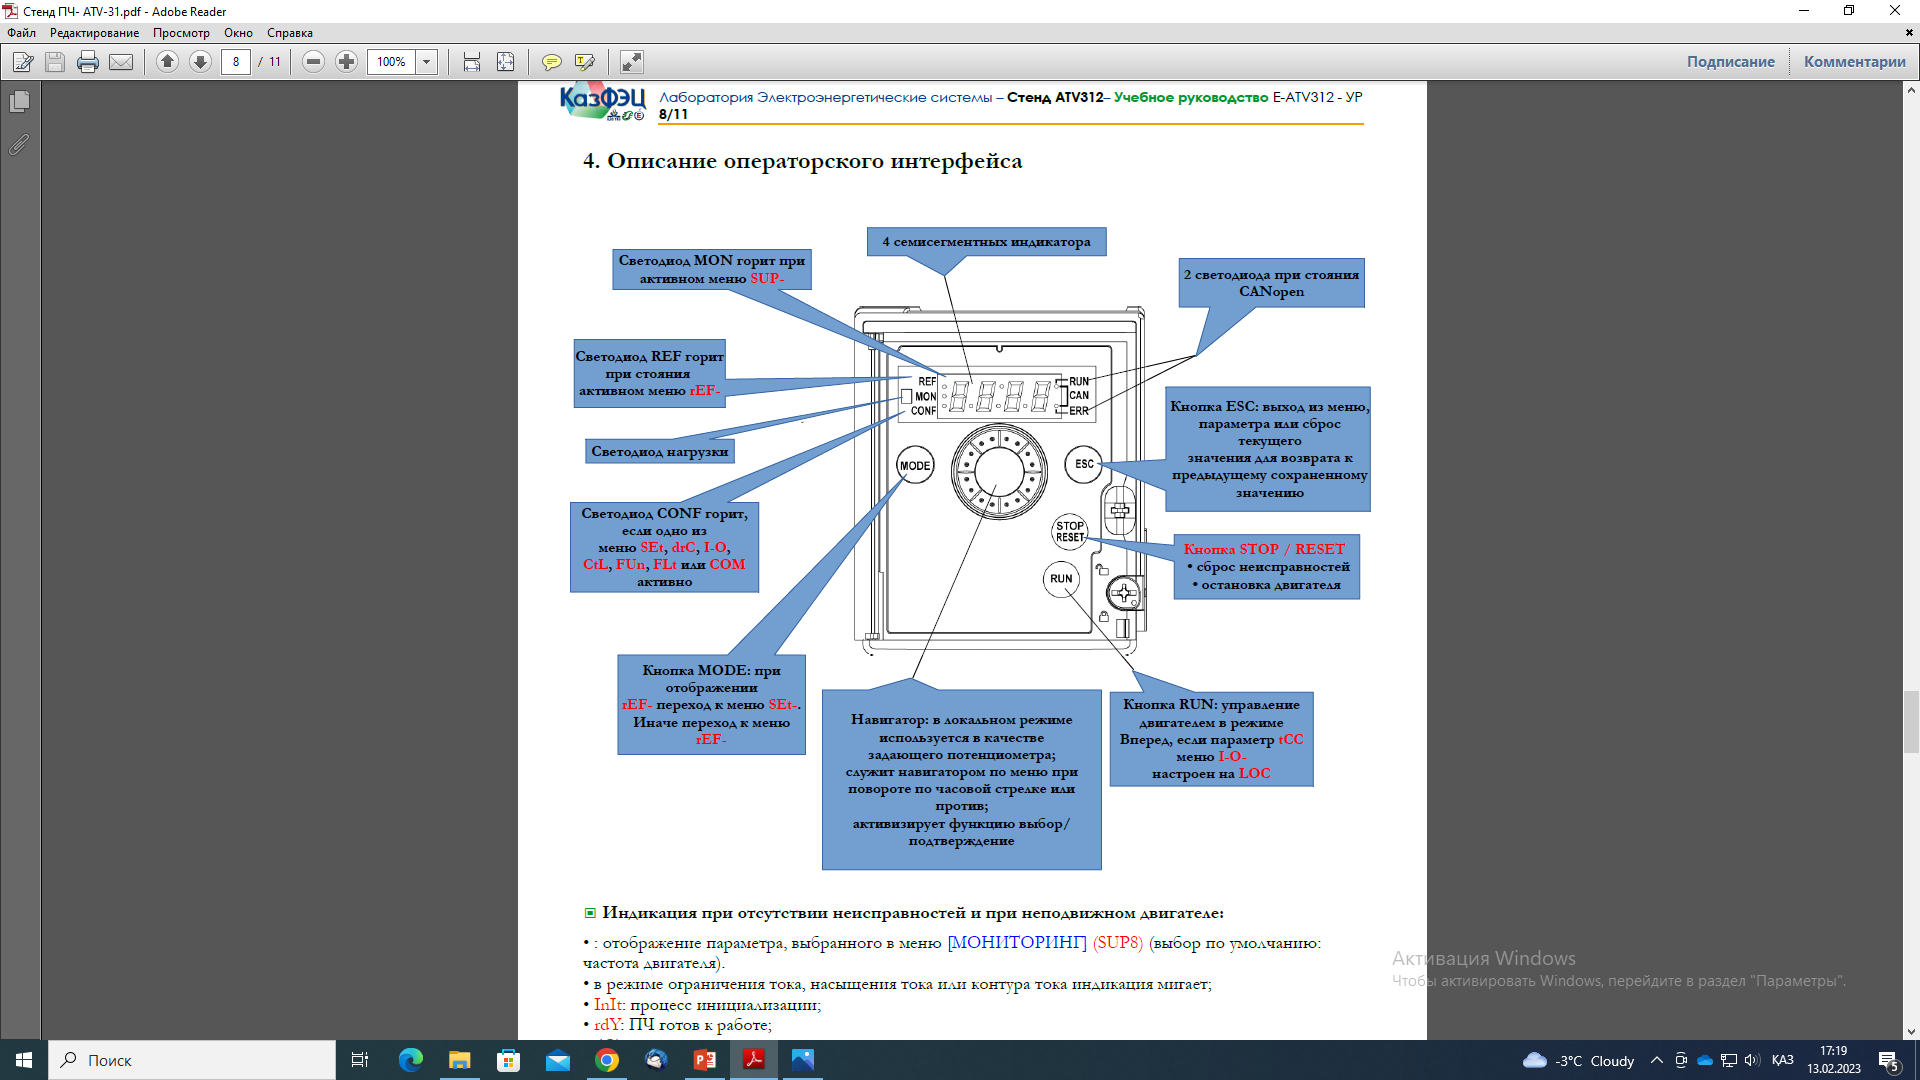 Стенд ПЧ- ATV-31.pdf - Adobe Reader
Файл Редактирование Просмотр Окно Справка
8 / 11
100%
Подписание
Комментарии
КазФЭЦ
Лаборатория Электроэнергетические системы – Стенд ATV312– Учебное руководство Е-ATV312 - УР
8/11
4. Описание операторского интерфейса
4 семисегментных индикатора
Светодиод MON горит при
активном меню SUP-
2 светодиода при стояния
CANopen
Светодиод REF горит
при стояния
активном меню rEF-
Светодиод нагрузки
REF
MON
CONF
RUN
CAN
ERR
MODE
ESC
STOP
RESET
RUN
Кнопка ESC: выход из меню,
параметра или сброс
текущего
значения для возврата к
предыдущему сохраненному
значению
Светодиод CONF горит,
если одно из
меню SEt, drC, I-O,
CtL, FUn, FLt или COM
активно
Кнопка STOP / RESET
• сброс неисправностей
• остановка двигателя
Кнопка MODE: при
отображении
rEF- переход к меню SEt-.
Иначе переход к меню
rEF-
Навигатор: в локальном режиме
используется в качестве
задающего потенциометра;
служит навигатором по меню при
повороте по часовой стрелке или
против;
активизирует функцию выбор/
подтверждение
Кнопка RUN: управление
двигателем в режиме
Вперед, если параметр tCC
меню I-O-
настроен на LOC
Индикация при отсутствии неисправностей и при неподвижном двигателе:
• : отображение параметра, выбранного в меню [МОНИТОРИНГ] (SUP8) (выбор по умолчанию:
частота двигателя).
• в режиме ограничения тока, насыщения тока или контура тока индикация мигает;
• InIt: процесс инициализации;
• rdY: ПЧ готов к работе;
Активация Windows
Чтобы активировать Windows, перейдите в раздел "Параметры".
Поиск
-3°C Cloudy
ҚАЗ
17:19
13.02.2023
5